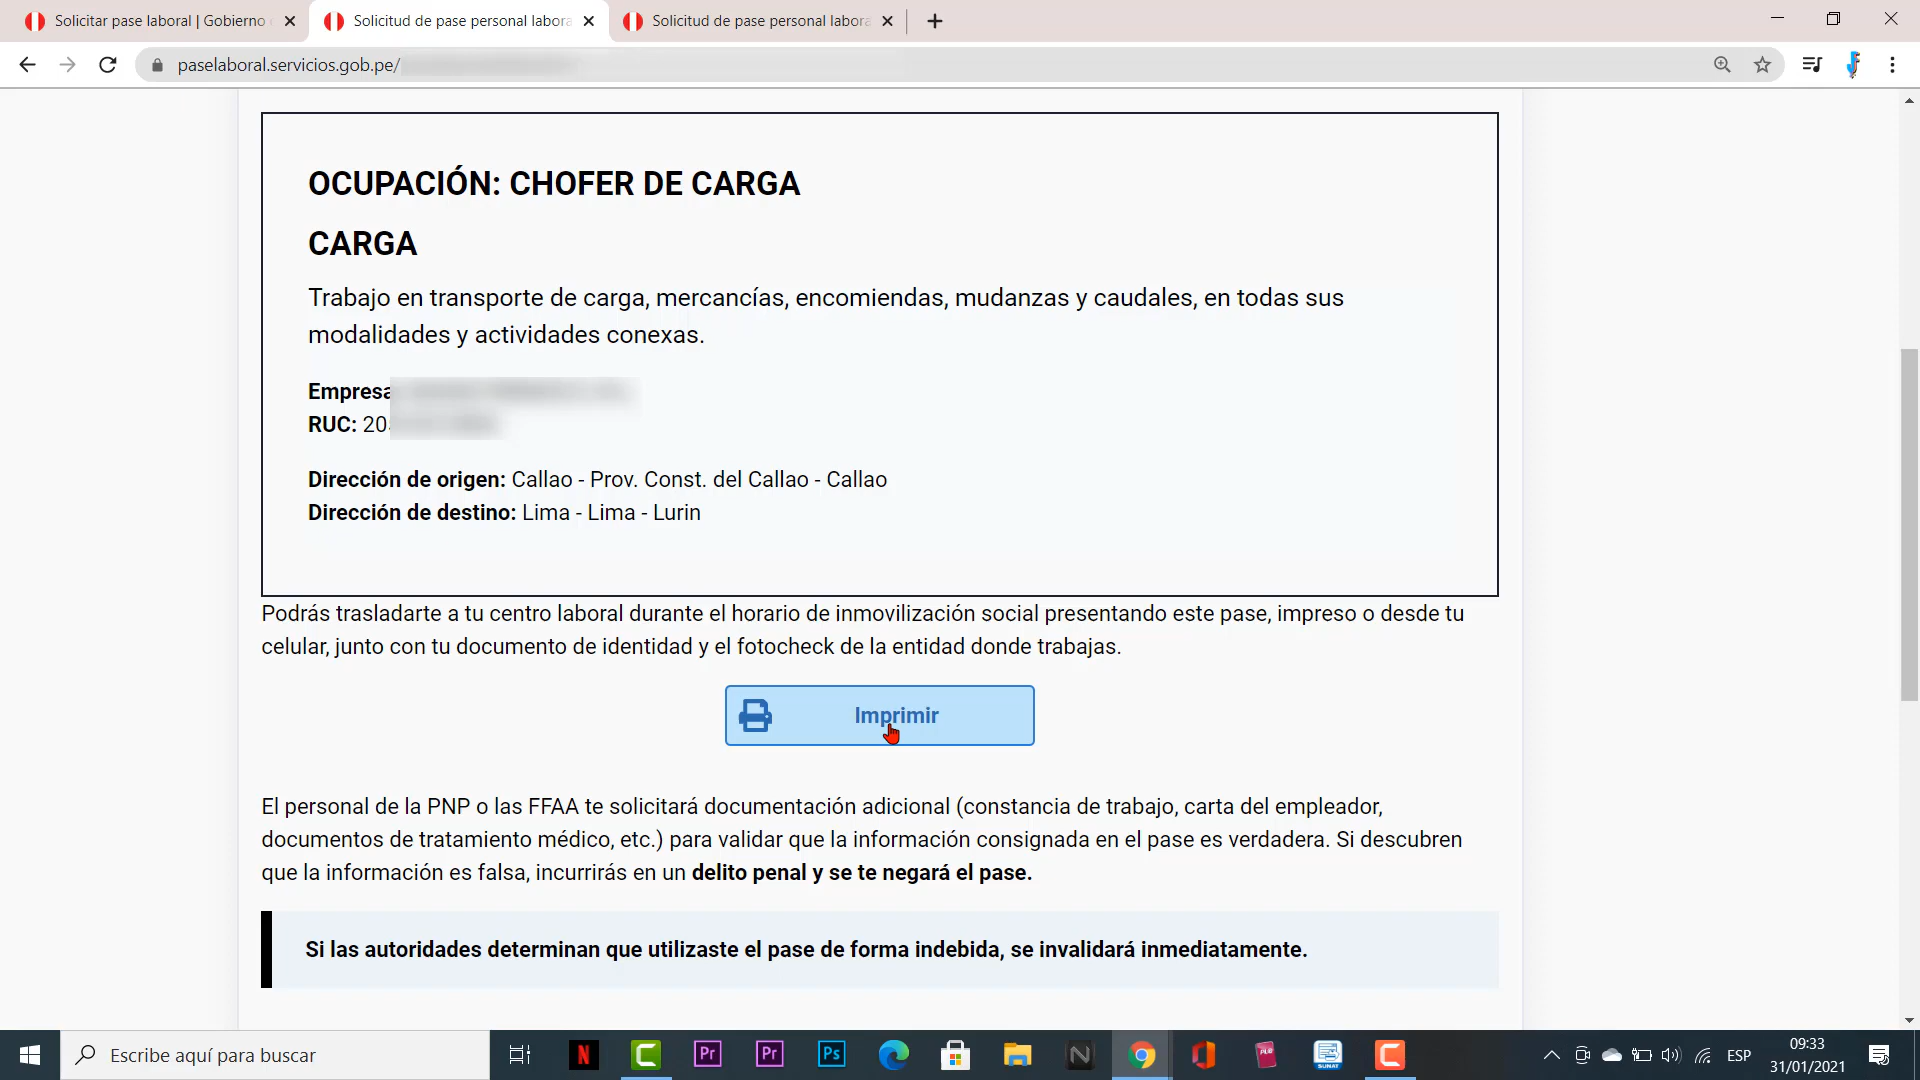 Solicitar pase laboral | Gobierno
Solicitud de pase personal labora
Solicitud de pase personal labora
paselaboral.servicios.gob.pe/
OCUPACIÓN: CHOFER DE CARGA
CARGA
Trabajo en transporte de carga, mercancías, encomiendas, mudanzas y caudales, en todas sus
modalidades y actividades conexas.
Empresa
RUC: 20
Dirección de origen: Callao - Prov. Const. del Callao - Callao
Dirección de destino: Lima - Lima - Lurin
Podrás trasladarte a tu centro laboral durante el horario de inmovilización social presentando este pase, impreso o desde tu
celular, junto con tu documento de identidad y el fotocheck de la entidad donde trabajas.
Imprimir
El personal de la PNP o las FFAA te solicitará documentación adicional (constancia de trabajo, carta del empleador,
documentos de tratamiento médico, etc.) para validar que la información consignada en el pase es verdadera. Si descubren
que la información es falsa, incurrirás en un delito penal y se te negará el pase.
Si las autoridades determinan que utilizaste el pase de forma indebida, se invalidará inmediatamente.
Escribe aquí para buscar
N
C
Pr
Pr
Ps
N
PLE
SUNAT
C
ESP
09:33
31/01/2021